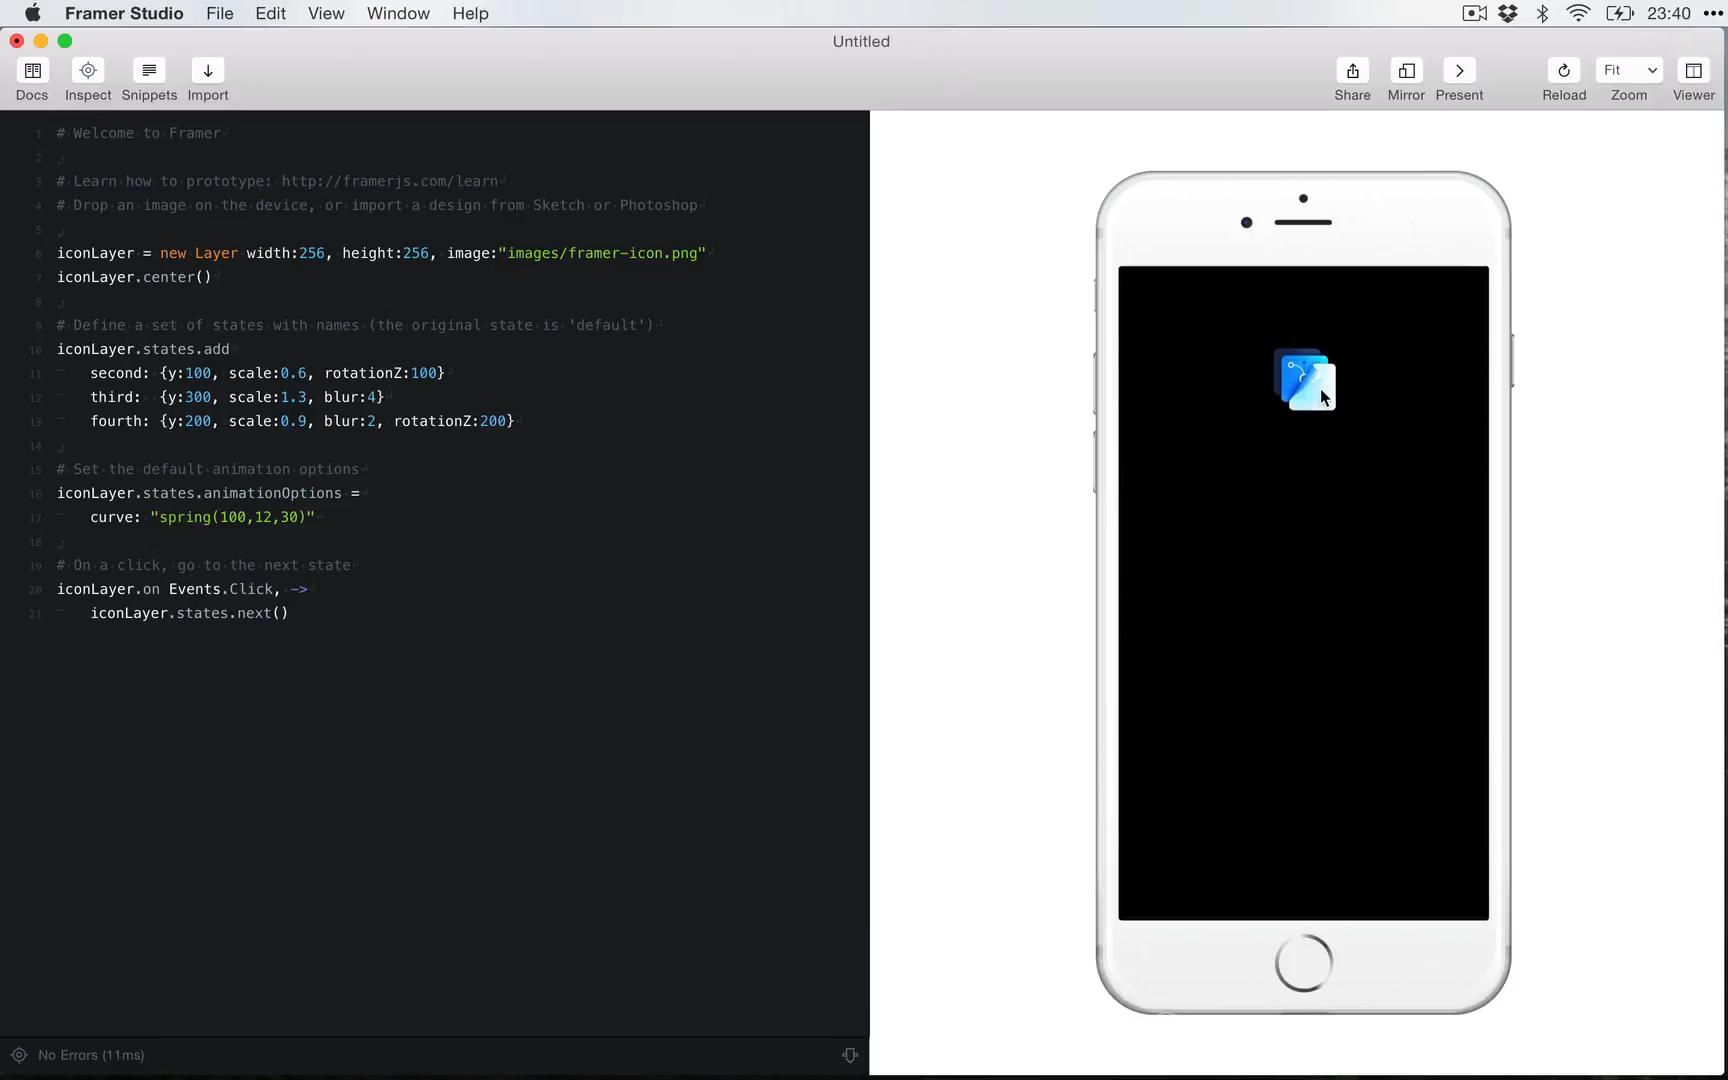 Framer Studio File Edit View Window Help 23:40
Untitled
Docs Inspect Snippets Import Share Mirror Present Reload Fit Zoom Viewer
1 # Welcome to Framer
2
3 # Learn how to prototype: http://framerjs.com/learn
4 # Drop an image on the device, or import a design from Sketch or Photoshop
5
6 iconLayer = new Layer width:256, height:256, image:"images/framer-icon.png"
7 iconLayer.center()
8
9 # Define a set of states with names (the original state is 'default')
10 iconLayer.states.add
11 second: {y:100, scale:0.6, rotationZ:100}
12 third: {y:300, scale:1.3, blur:4}
13 fourth: {y:200, scale:0.9, blur:2, rotationZ:200}
14
15 # Set the default animation options
16 iconLayer.states.animationOptions =
17 curve: "spring(100,12,30)"
18
19 # On a click, go to the next state
20 iconLayer.on Events.Click, ->
21 iconLayer.states.next()
No Errors (11ms)